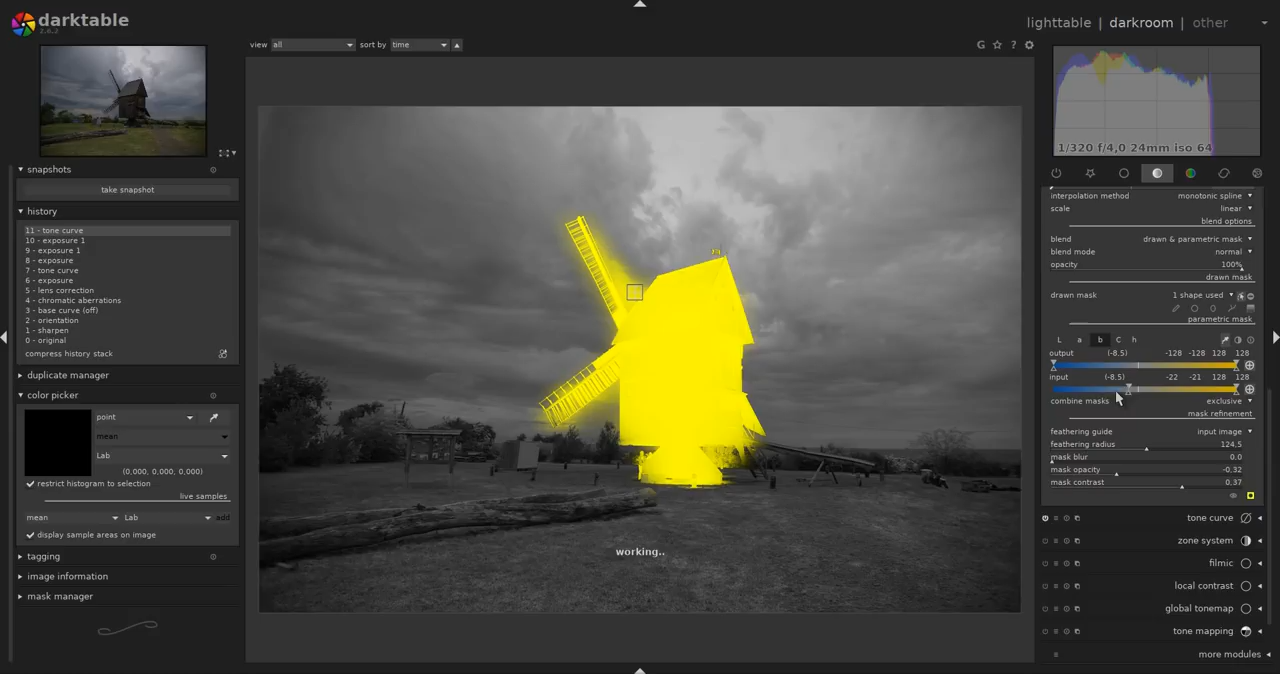 darktable
2.6.2
lighttable | darkroom | other
view all sort by time
G ?
1/320 f/4,0 24mm iso 64
snapshots
take snapshot
history
11 - tone curve
10 - exposure 1
9 - exposure 1
8 - exposure
7 - tone curve
6 - exposure
5 - lens correction
4 - chromatic aberrations
3 - base curve (off)
2 - orientation
1 - sharpen
0 - original
compress history stack
duplicate manager
color picker
point
mean
Lab
(0,000, 0,000, 0,000)
restrict histogram to selection
live samples
mean Lab add
display sample areas on image
tagging
image information
mask manager
working..
interpolation method monotonic spline
scale linear
blend options
blend drawn & parametric mask
blend mode normal
opacity 100%
drawn mask
drawn mask 1 shape used
parametric mask
L a b C h
output (-8.5) -128 -128 128 128
input (-8.5) -22 -21 128 128
combine masks exclusive
mask refinement
feathering guide input image
feathering radius 124.5
mask blur 0.0
mask opacity -0.32
mask contrast 0.37
tone curve
zone system
filmic
local contrast
global tonemap
tone mapping
more modules